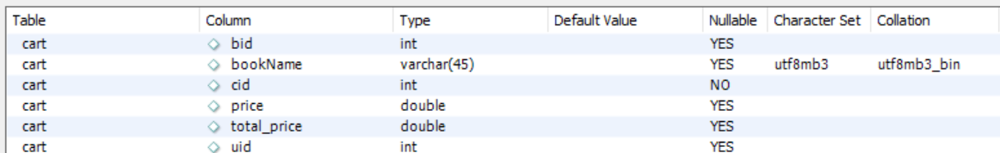 Table Column Type Default Value Nullable Character Set Collation
cart bid int YES
cart bookName varchar(45) YES utf8mb3 utf8mb3_bin
cart cid int NO
cart price double YES
cart total_price double YES
cart uid int YES